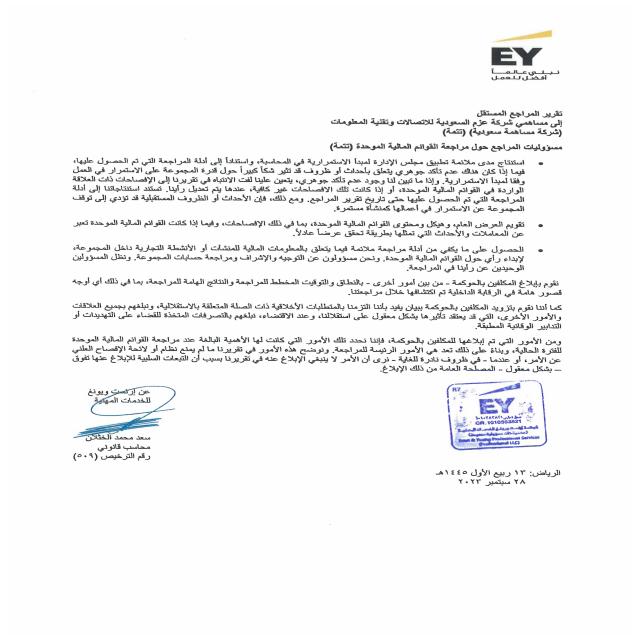 EY
نبني عالماً
أفضل للعمل
تقرير المراجع المستقل
إلى مساهمي شركة عزم السعودية للاتصالات وتقنية المعلومات
(شركة مساهمة سعودية) (تتمة)
مسؤوليات المراجع حول مراجعة القوائم المالية الموحدة (تتمة)
• استنتاج مدى ملائمة تطبيق مجلس الإدارة لمبدأ الاستمرارية في المحاسبة، واستناداً إلى أدلة المراجعة التي تم الحصول عليها،
فيما إذا كان هناك عدم تأكد جوهري يتعلق بأحداث أو ظروف قد تثير شكاً كبيراً حول قدرة المجموعة على الاستمرار في العمل
وفقا لمبدأ الاستمرارية. وإذا ما تبين لنا وجود عدم تأكد جوهري، يتعين علينا لفت الانتباه في تقريرنا إلى الإفصاحات ذات العلاقة
الواردة في القوائم المالية الموحدة، أو إذا كانت تلك الافصاحات غير كافية، عندها يتم تعديل رأينا. تستند استنتاجاتنا إلى أدلة
المراجعة التي تم الحصول عليها حتى تاريخ تقرير المراجع. ومع ذلك، فإن الأحداث أو الظروف المستقبلية قد تؤدي إلى توقف
المجموعة عن الاستمرار في أعمالها كمنشأة مستمرة.
• تقويم العرض العام، وهيكل ومحتوى القوائم المالية الموحدة، بما في ذلك الإفصاحات، وفيما إذا كانت القوائم المالية الموحدة تعبر
عن المعاملات والأحداث التي تمثلها بطريقة تحقق عرضاً عادلاً.
• الحصول على ما يكفي من أدلة مراجعة ملائمة فيما يتعلق بالمعلومات المالية للمنشآت أو الأنشطة التجارية داخل المجموعة،
لإبداء رأي حول القوائم المالية الموحدة. ونحن مسؤولون عن التوجيه والإشراف ومراجعة حسابات المجموعة. ونظل المسؤولين
الوحيدين عن رأينا في المراجعة.
نقوم بإبلاغ المكلفين بالحوكمة - من بين أمور أخرى - بالنطاق والتوقيت المخطط للمراجعة والنتائج الهامة للمراجعة، بما في ذلك أي أوجه
قصور هامة في الرقابة الداخلية تم اكتشافها خلال مراجعتنا.
كما أننا نقوم بتزويد المكلفين بالحوكمة ببيان يفيد بأننا التزمنا بالمتطلبات الأخلاقية ذات الصلة المتعلقة بالاستقلالية، ونبلغهم بجميع العلاقات
والأمور الأخرى، التي قد يعتقد تأثيرها بشكل معقول على استقلالنا، وعند الاقتضاء، نبلغهم بالتصرفات المتخذة للقضاء على التهديدات أو
التدابير الوقائية المطبقة.
ومن الأمور التي تم إبلاغها للمكلفين بالحوكمة، فإننا نحدد تلك الأمور التي كانت لها الأهمية البالغة عند مراجعة القوائم المالية الموحدة
للفترة الحالية، وبناءً على ذلك تعد هي الأمور الرئيسة للمراجعة. ونوضح هذه الأمور في تقريرنا ما لم يمنع نظام أو لائحة الإفصاح العلني
عن الأمر، أو عندما – في ظروف نادرة للغاية - نرى أن الأمر لا ينبغي الإبلاغ عنه في تقريرنا بسبب أن التبعات السلبية للإبلاغ عنها تفوق
– بشكل معقول - المصلحة العامة من ذلك الإبلاغ.
عن إرنست ويونغ
للخدمات المهنية
سعد محمد الخثلان
محاسب قانوني
رقم الترخيص (٥٠٩)
EY
Ernst & Young Professional Services
(Professional LLC)
الرياض: ١٣ ربيع الأول ١٤٤٥هـ
٢٨ سبتمبر ٢٠٢٣